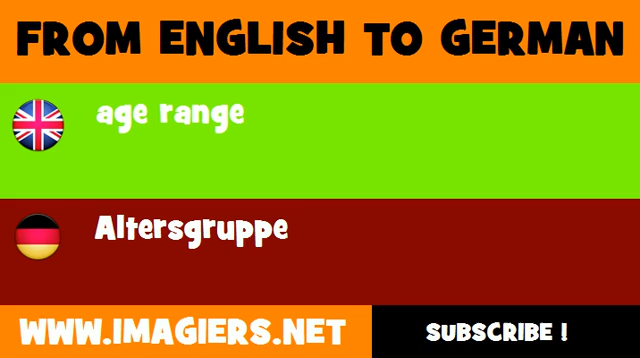 FROM ENGLISH TO GERMAN
age range
Altersgruppe
WWW.IMAGIERS.NET
SUBSCRIBE !